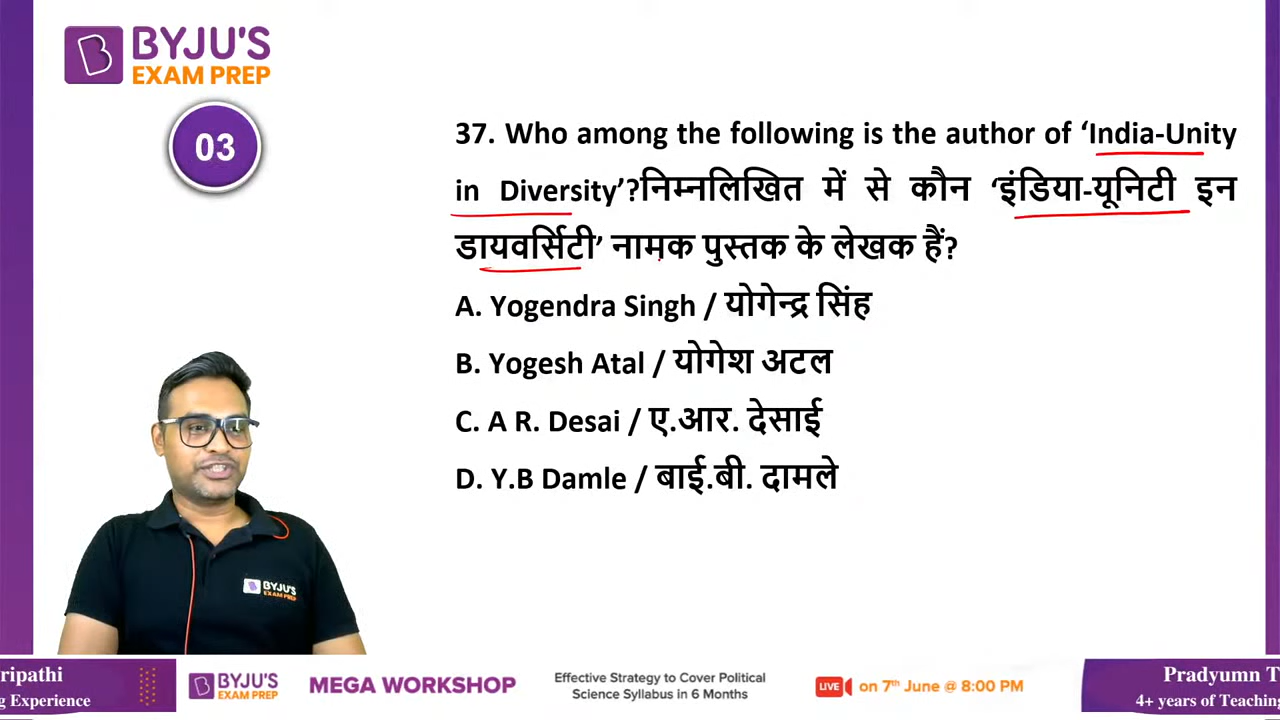 BYJU'S
EXAM PREP
03
37. Who among the following is the author of ‘India-Unity
in Diversity’?निम्नलिखित में से कौन ‘इंडिया-यूनिटी इन
डायवर्सिटी’ नामक पुस्तक के लेखक हैं?
A. Yogendra Singh / योगेन्द्र सिंह
B. Yogesh Atal / योगेश अटल
C. A R. Desai / ए.आर. देसाई
D. Y.B Damle / बाई.बी. दामले
BYJU'S
EXAM PREP
ripathi
g Experience
BYJU'S
EXAM PREP
MEGA WORKSHOP
Effective Strategy to Cover Political
Science Syllabus in 6 Months
LIVE on 7th June @ 8:00 PM
Pradyumn T
4+ years of Teaching